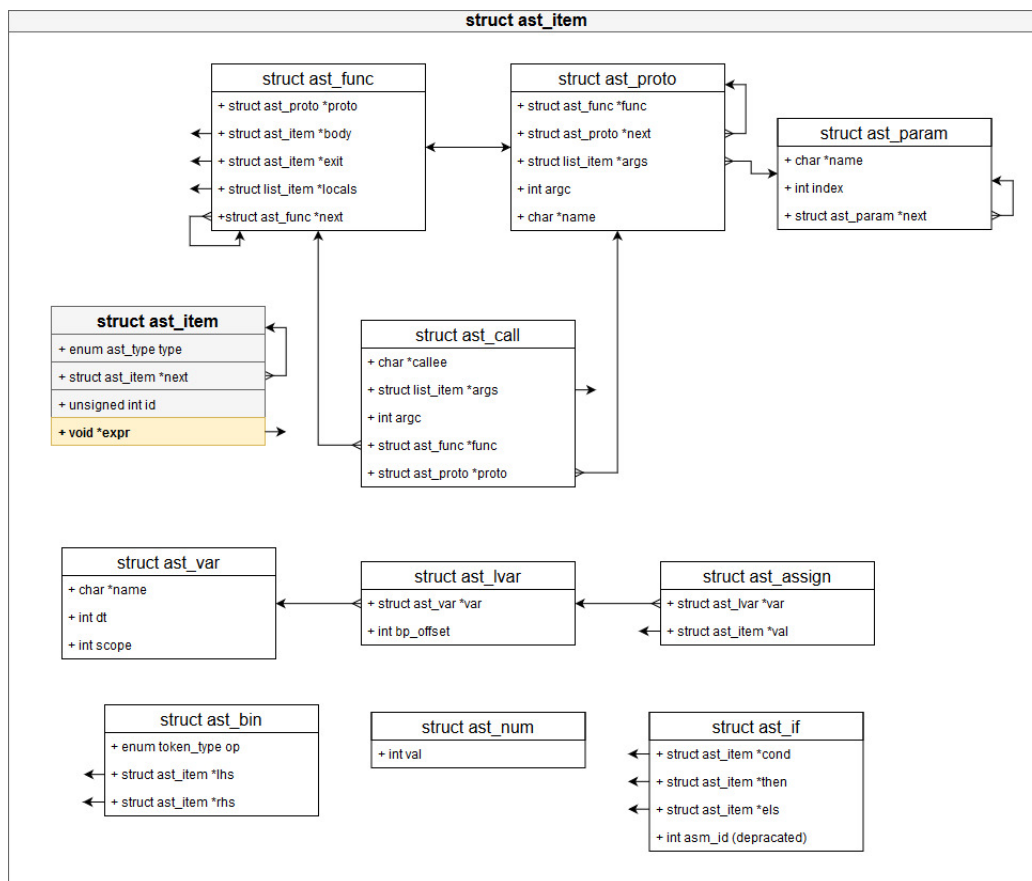 struct ast_item
struct ast_func
+ struct ast_proto *proto
+ struct ast_item *body
+ struct ast_item *exit
+ struct list_item *locals
+struct ast_func *next
struct ast_proto
+ struct ast_func *func
+ struct ast_proto *next
+ struct list_item *args
+ int argc
+ char *name
struct ast_param
+ char *name
+ int index
+ struct ast_param *next
struct ast_item
+ enum ast_type type
+ struct ast_item *next
+ unsigned int id
+ void *expr
struct ast_call
+ char *callee
+ struct list_item *args
+ int argc
+ struct ast_func *func
+ struct ast_proto *proto
struct ast_var
+ char *name
+ int dt
+ int scope
struct ast_lvar
+ struct ast_var *var
+ int bp_offset
struct ast_assign
+ struct ast_lvar *var
+ struct ast_item *val
struct ast_bin
+ enum token_type op
+ struct ast_item *lhs
+ struct ast_item *rhs
struct ast_num
+ int val
struct ast_if
+ struct ast_item *cond
+ struct ast_item *then
+ struct ast_item *els
+ int asm_id (depracated)